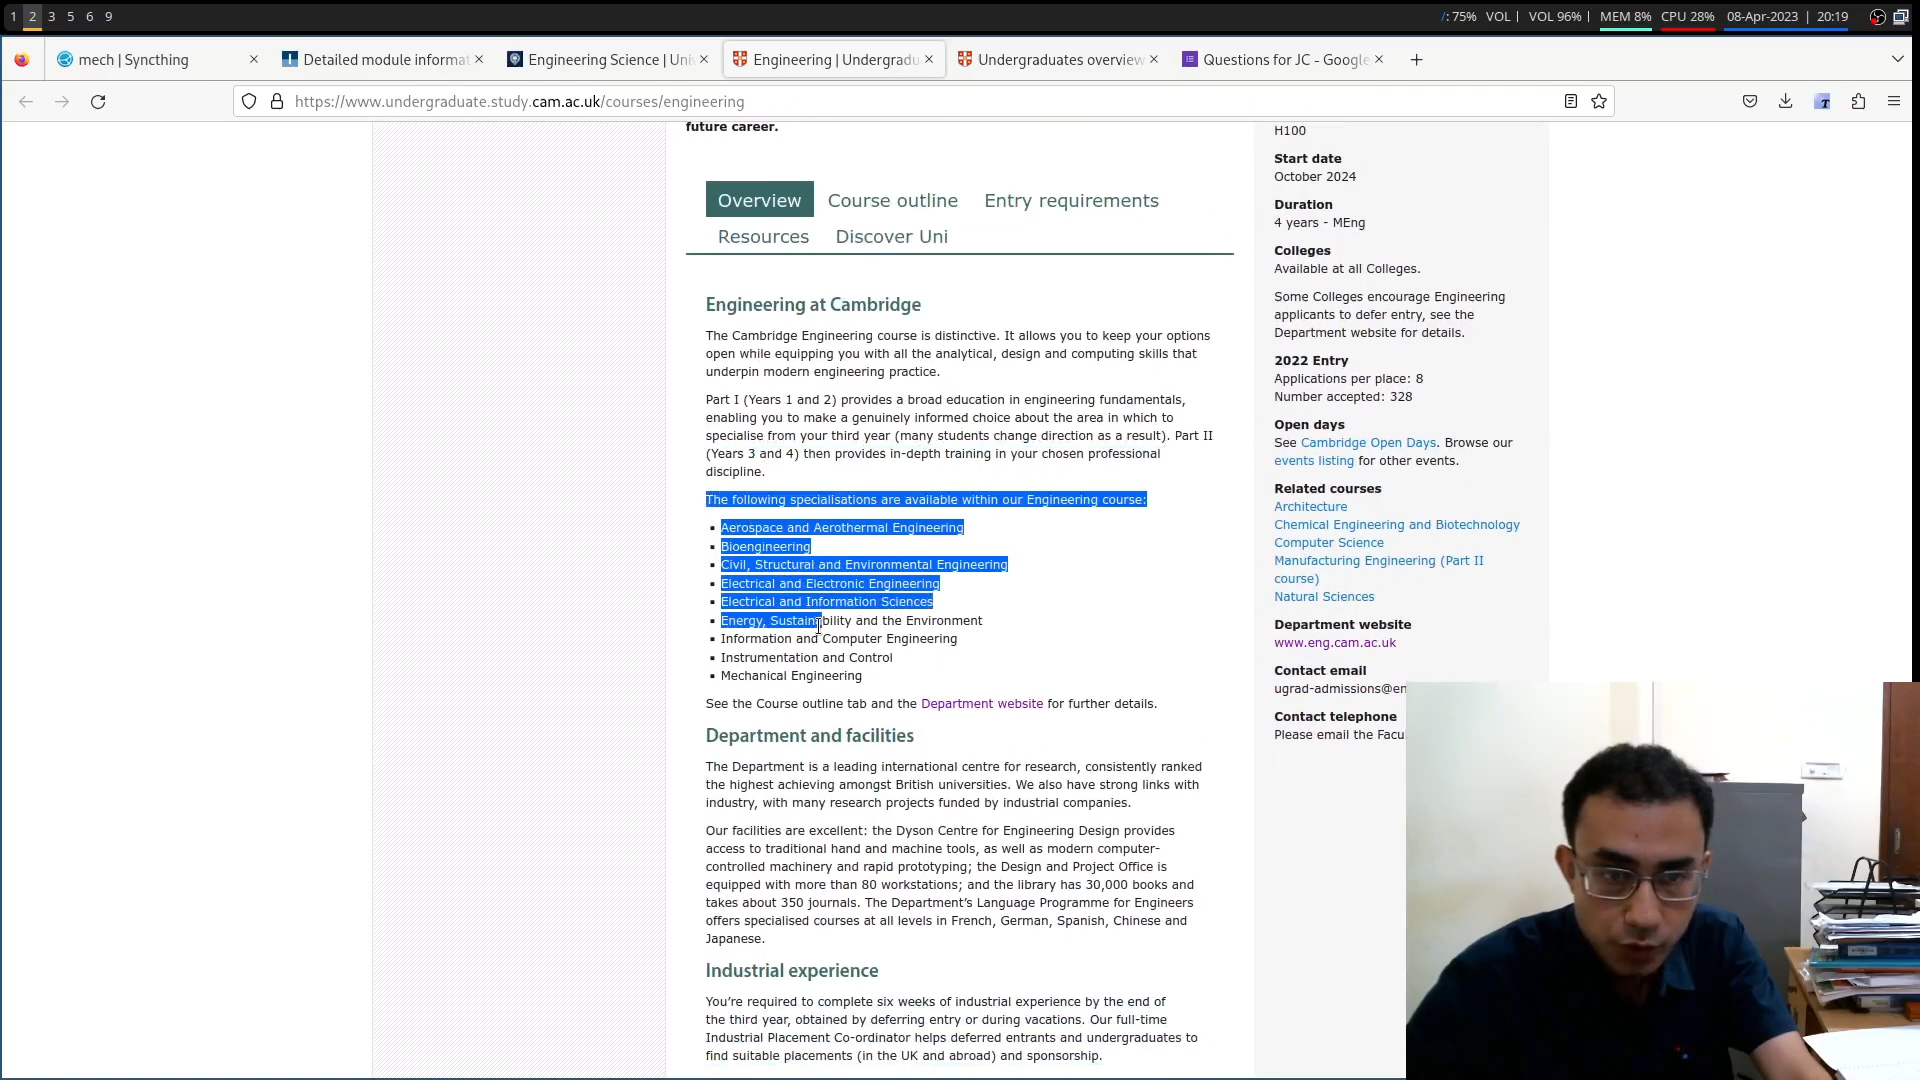 1 2 3 5 6 9
/: 75% VOL | VOL 96% | MEM 8% CPU 28% 08-Apr-2023 | 20:19
mech | Syncthing
Detailed module informat
Engineering Science | Uni
Engineering | Undergradu
Undergraduates overview
Questions for JC - Google
https://www.undergraduate.study.cam.ac.uk/courses/engineering
future career.
Overview Course outline Entry requirements
Resources Discover Uni
Engineering at Cambridge
The Cambridge Engineering course is distinctive. It allows you to keep your options
open while equipping you with all the analytical, design and computing skills that
underpin modern engineering practice.
Part I (Years 1 and 2) provides a broad education in engineering fundamentals,
enabling you to make a genuinely informed choice about the area in which to
specialise from your third year (many students change direction as a result). Part II
(Years 3 and 4) then provides in-depth training in your chosen professional
discipline.
The following specialisations are available within our Engineering course:
▪ Aerospace and Aerothermal Engineering
▪ Bioengineering
▪ Civil, Structural and Environmental Engineering
▪ Electrical and Electronic Engineering
▪ Electrical and Information Sciences
▪ Energy, Sustainability and the Environment
▪ Information and Computer Engineering
▪ Instrumentation and Control
▪ Mechanical Engineering
See the Course outline tab and the Department website for further details.
Department and facilities
The Department is a leading international centre for research, consistently ranked
the highest achieving amongst British universities. We also have strong links with
industry, with many research projects funded by industrial companies.
Our facilities are excellent: the Dyson Centre for Engineering Design provides
access to traditional hand and machine tools, as well as modern computer-
controlled machinery and rapid prototyping; the Design and Project Office is
equipped with more than 80 workstations; and the library has 30,000 books and
takes about 350 journals. The Department's Language Programme for Engineers
offers specialised courses at all levels in French, German, Spanish, Chinese and
Japanese.
Industrial experience
You're required to complete six weeks of industrial experience by the end of
the third year, obtained by deferring entry or during vacations. Our full-time
Industrial Placement Co-ordinator helps deferred entrants and undergraduates to
find suitable placements (in the UK and abroad) and sponsorship.
H100
Start date
October 2024
Duration
4 years - MEng
Colleges
Available at all Colleges.
Some Colleges encourage Engineering
applicants to defer entry, see the
Department website for details.
2022 Entry
Applications per place: 8
Number accepted: 328
Open days
See Cambridge Open Days. Browse our
events listing for other events.
Related courses
Architecture
Chemical Engineering and Biotechnology
Computer Science
Manufacturing Engineering (Part II
course)
Natural Sciences
Department website
www.eng.cam.ac.uk
Contact email
ugrad-admissions@en
Contact telephone
Please email the Facu